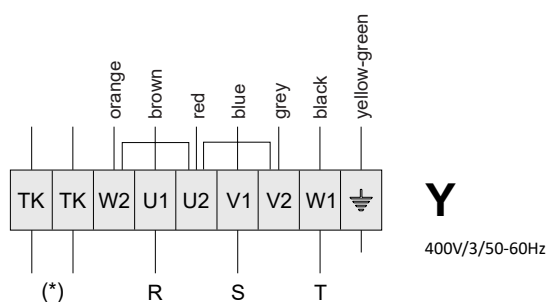 orange brown red blue grey black yellow-green
TK TK W2 U1 U2 V1 V2 W1
Y
400V/3/50-60Hz
(*) R S T